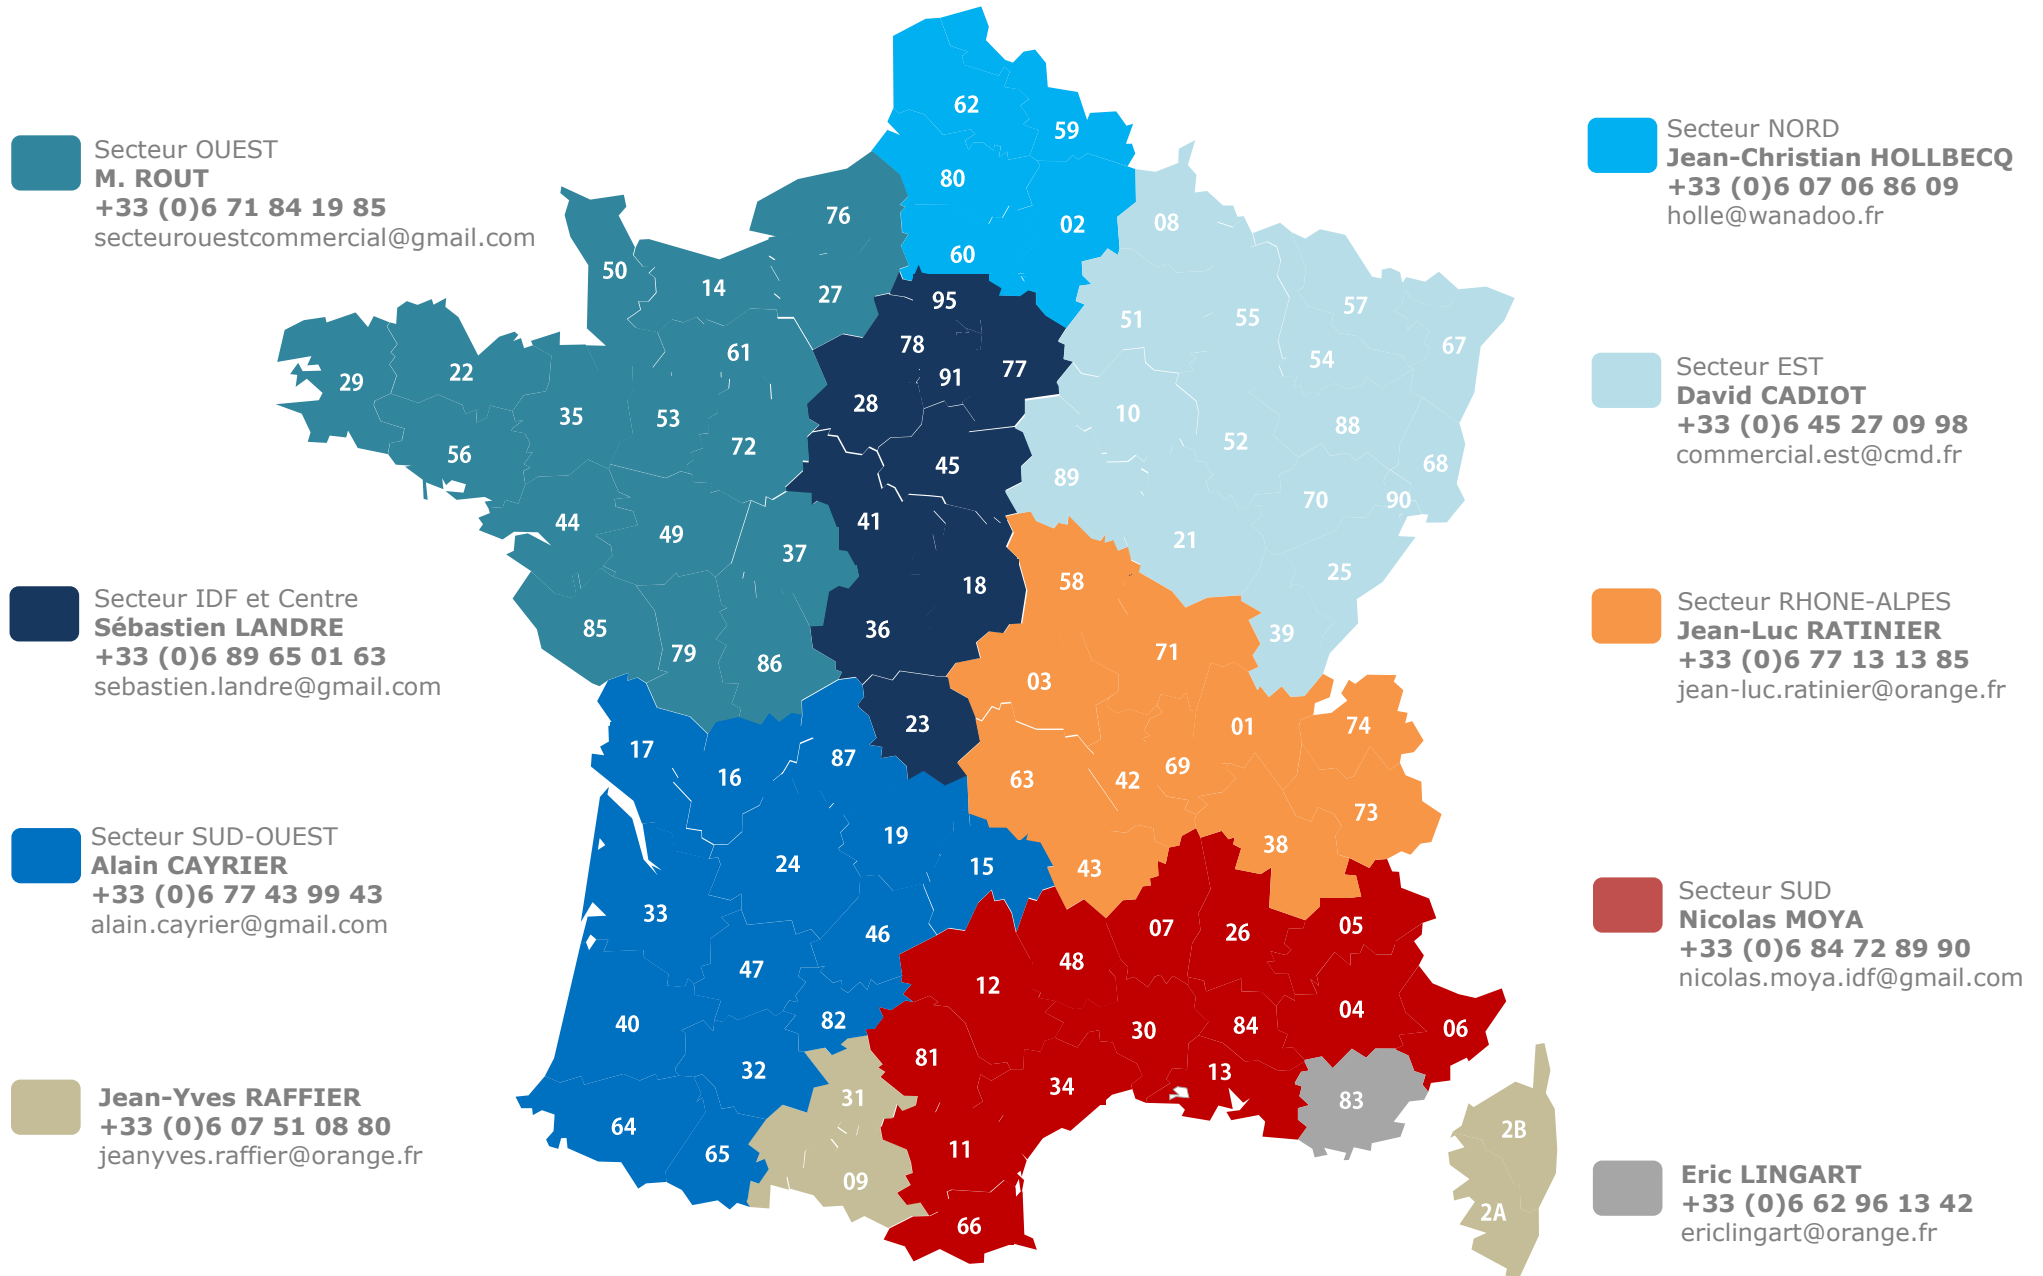 Secteur OUEST
M. ROUT
+33 (0)6 71 84 19 85
secteurouestcommercial@gmail.com
Secteur IDF et Centre
Sébastien LANDRE
+33 (0)6 89 65 01 63
sebastien.landre@gmail.com
Secteur SUD-OUEST
Alain CAYRIER
+33 (0)6 77 43 99 43
alain.cayrier@gmail.com
Jean-Yves RAFFIER
+33 (0)6 07 51 08 80
jeanyves.raffier@orange.fr
62
59
80
76
02
08
60
50
14
27
95
51
55
57
78
61
67
54
22
29
91
77
28
10
35
53
88
72
52
56
45
68
89
70
90
44
41
49
21
37
58
25
18
85
36
39
79
86
71
03
23
01
74
17
87
16
63
42
69
73
19
38
24
15
43
33
07
26
05
46
48
47
12
40
82
30
84
04
06
81
32
13
34
31
83
64
65
11
2B
09
2A
66
Secteur NORD
Jean-Christian HOLLBECQ
+33 (0)6 07 06 86 09
holle@wanadoo.fr
Secteur EST
David CADIOT
+33 (0)6 45 27 09 98
commercial.est@cmd.fr
Secteur RHONE-ALPES
Jean-Luc RATINIER
+33 (0)6 77 13 13 85
jean-luc.ratinier@orange.fr
Secteur SUD
Nicolas MOYA
+33 (0)6 84 72 89 90
nicolas.moya.idf@gmail.com
Eric LINGART
+33 (0)6 62 96 13 42
ericlingart@orange.fr